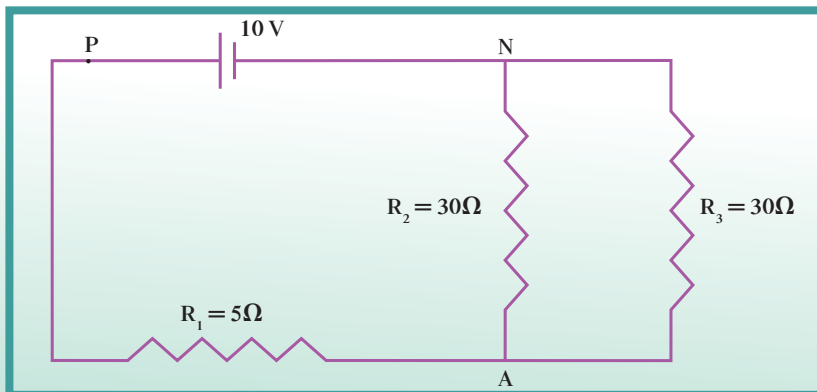 10 V
P
N
R₂ = 30Ω
R₃ = 30Ω
R₁ = 5Ω
A